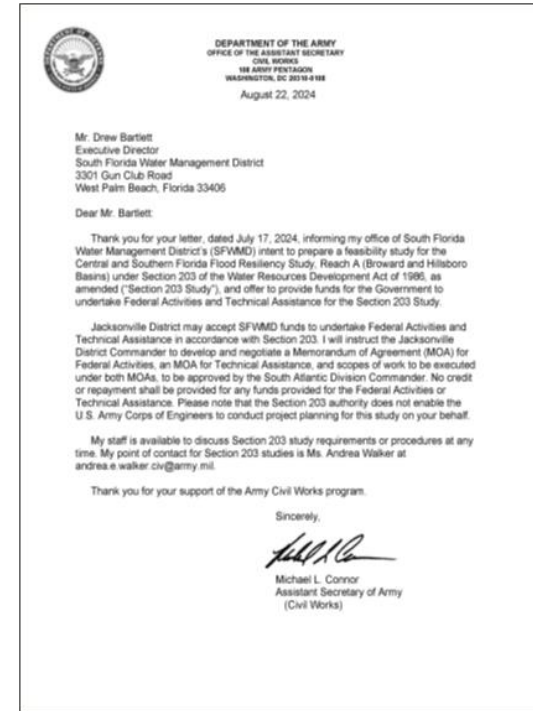 DEPARTMENT OF THE ARMY
OFFICE OF THE ASSISTANT SECRETARY
CIVIL WORKS
108 ARMY PENTAGON
WASHINGTON, DC 20310-0108
August 22, 2024
Mr. Drew Bartlett
Executive Director
South Florida Water Management District
3301 Gun Club Road
West Palm Beach, Florida 33406
Dear Mr. Bartlett:
Thank you for your letter, dated July 17, 2024, informing my office of South Florida
Water Management District's (SFWMD) intent to prepare a feasibility study for the
Central and Southern Florida Flood Resiliency Study, Reach A (Broward and Hillsboro
Basins) under Section 203 of the Water Resources Development Act of 1986, as
amended ("Section 203 Study"), and offer to provide funds for the Government to
undertake Federal Activities and Technical Assistance for the Section 203 Study.
Jacksonville District may accept SFWMD funds to undertake Federal Activities and
Technical Assistance in accordance with Section 203. I will instruct the Jacksonville
District Commander to develop and negotiate a Memorandum of Agreement (MOA) for
Federal Activities, an MOA for Technical Assistance, and scopes of work to be executed
under both MOAs, to be approved by the South Atlantic Division Commander. No credit
or repayment shall be provided for any funds provided for the Federal Activities or
Technical Assistance. Please note that the Section 203 authority does not enable the
U.S. Army Corps of Engineers to conduct project planning for this study on your behalf.
My staff is available to discuss Section 203 study requirements or procedures at any
time. My point of contact for Section 203 studies is Ms. Andrea Walker at
andrea.e.walker.civ@army.mil.
Thank you for your support of the Army Civil Works program.
Sincerely,
Michael L. Connor
Assistant Secretary of Army
(Civil Works)